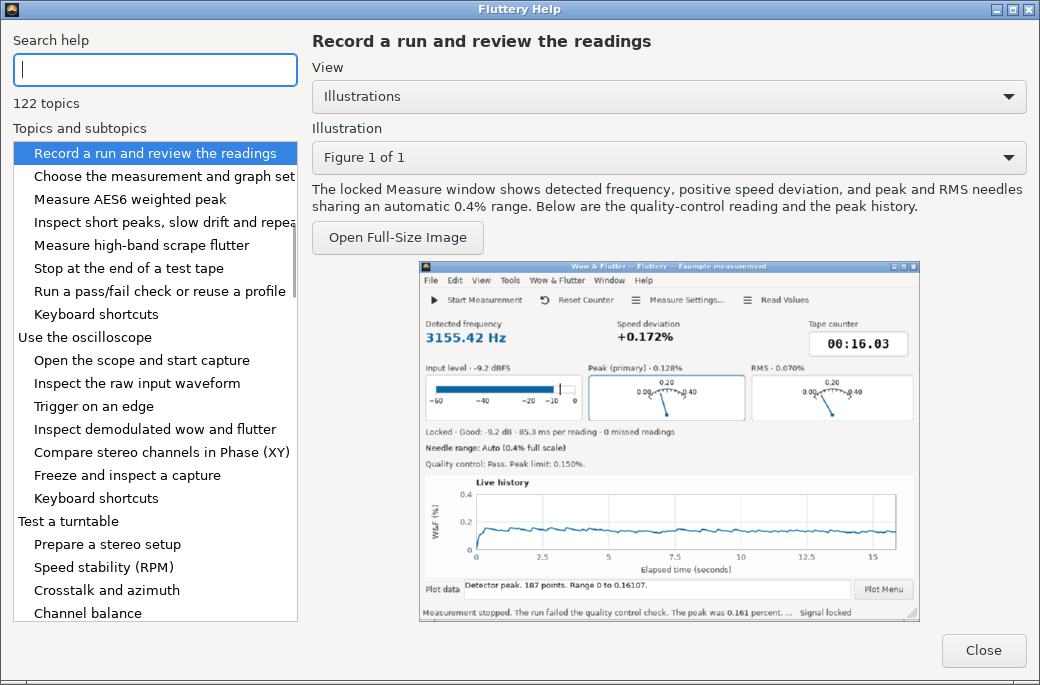 Fluttery Help
Search help
122 topics
Topics and subtopics
Record a run and review the readings
Choose the measurement and graph set
Measure AES6 weighted peak
Inspect short peaks, slow drift and repea
Measure high-band scrape flutter
Stop at the end of a test tape
Run a pass/fail check or reuse a profile
Keyboard shortcuts
Use the oscilloscope
Open the scope and start capture
Inspect the raw input waveform
Trigger on an edge
Inspect demodulated wow and flutter
Compare stereo channels in Phase (XY)
Freeze and inspect a capture
Keyboard shortcuts
Test a turntable
Prepare a stereo setup
Speed stability (RPM)
Crosstalk and azimuth
Channel balance
Record a run and review the readings
View
Illustrations
Illustration
Figure 1 of 1
The locked Measure window shows detected frequency, positive speed deviation, and peak and RMS needles
sharing an automatic 0.4% range. Below are the quality-control reading and the peak history.
Open Full-Size Image
Wow & Flutter — Fluttery — Example measurement
File Edit View Tools Wow & Flutter Window Help
Start Measurement Reset Counter Measure Settings... Read Values
Detected frequency Speed deviation Tape counter
3155.42 Hz +0.172% 00:16.03
Input level · -9.2 dBFS Peak (primary) · 0.128% RMS · 0.070%
0.20 0.20
0.00 0.40 0.00 0.40
−60 −40 −20 −10 0
Locked · Good: -9.2 dB · 85.3 ms per reading · 0 missed readings
Needle range: Auto (0.4% full scale)
Quality control: Pass. Peak limit: 0.150%.
Live history
W&F (%)
0.4
0.2
0
0 2.5 5 7.5 10 12.5 15
Elapsed time (seconds)
Plot data Detector peak. 187 points. Range 0 to 0.16107. Plot Menu
Measurement stopped. The run failed the quality control check. The peak was 0.161 percent. ... Signal locked
Close